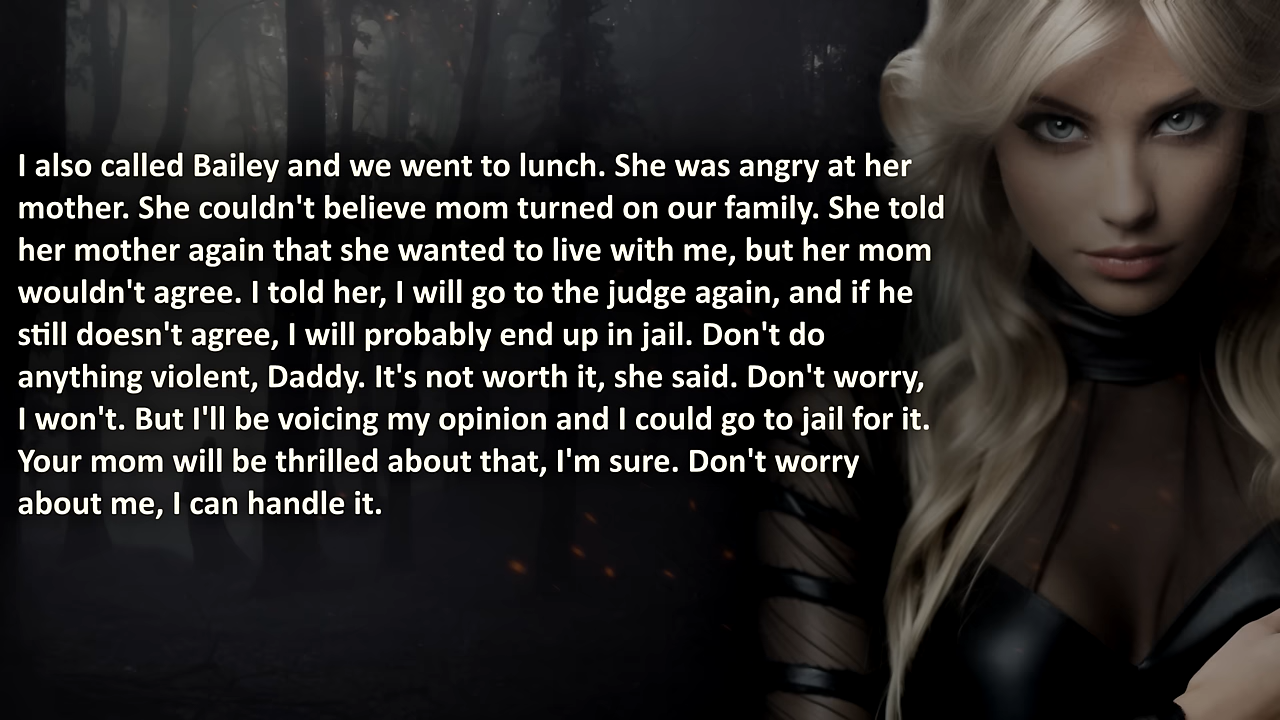 I also called Bailey and we went to lunch. She was angry at her
mother. She couldn't believe mom turned on our family. She told
her mother again that she wanted to live with me, but her mom
wouldn't agree. I told her, I will go to the judge again, and if he
still doesn't agree, I will probably end up in jail. Don't do
anything violent, Daddy. It's not worth it, she said. Don't worry,
I won't. But I'll be voicing my opinion and I could go to jail for it.
Your mom will be thrilled about that, I'm sure. Don't worry
about me, I can handle it.